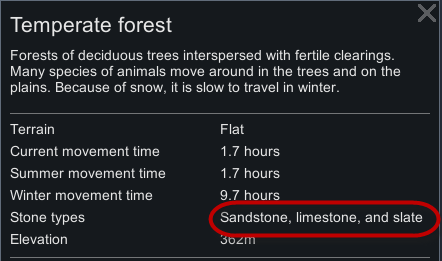 Temperate forest
Forests of deciduous trees interspersed with fertile clearings.
Many species of animals move around in the trees and on the
plains. Because of snow, it is slow to travel in winter.
Terrain Flat
Current movement time 1.7 hours
Summer movement time 1.7 hours
Winter movement time 9.7 hours
Stone types Sandstone, limestone, and slate
Elevation 362m